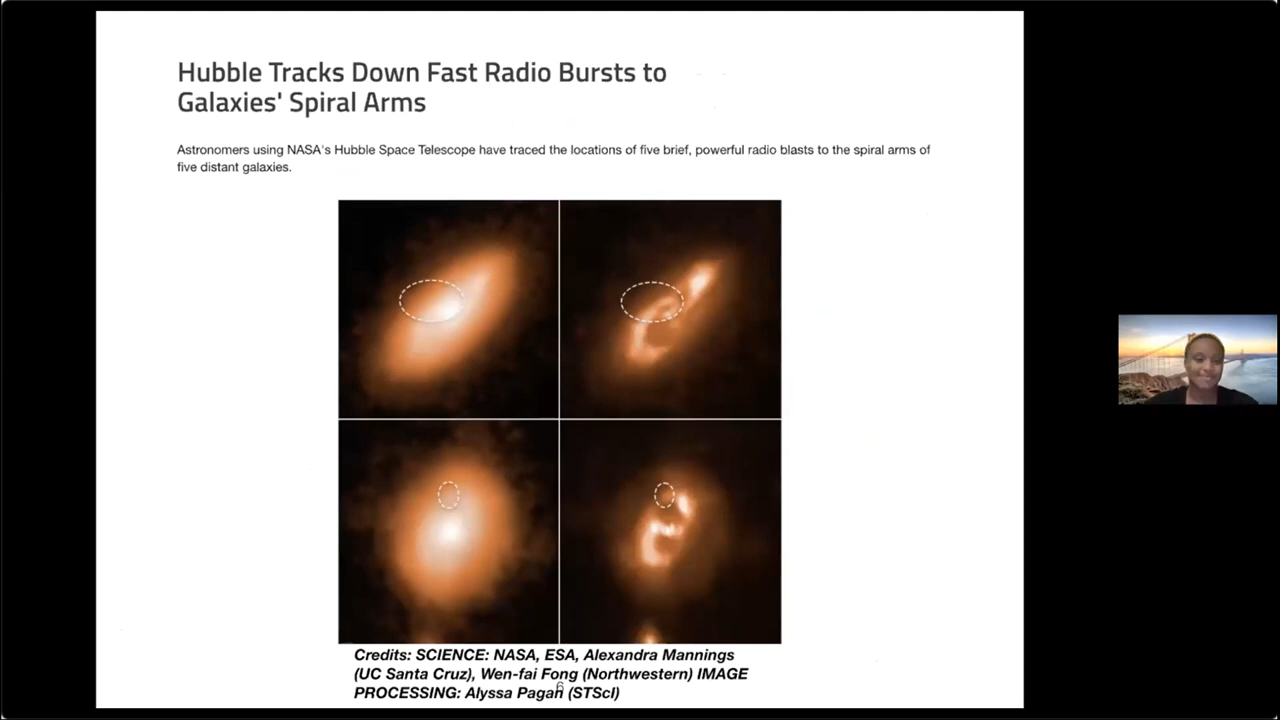 Hubble Tracks Down Fast Radio Bursts to
Galaxies' Spiral Arms
Astronomers using NASA's Hubble Space Telescope have traced the locations of five brief, powerful radio blasts to the spiral arms of
five distant galaxies.
Credits: SCIENCE: NASA, ESA, Alexandra Mannings
(UC Santa Cruz), Wen-fai Fong (Northwestern) IMAGE
PROCESSING: Alyssa Pagan (STScI)
6